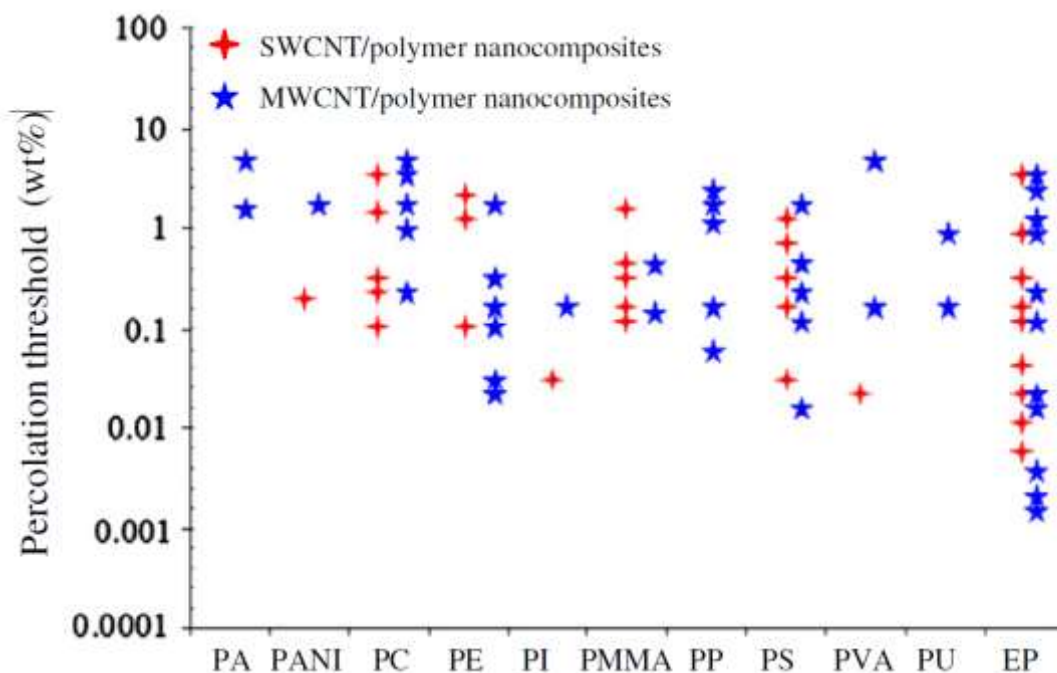 100
SWCNT/polymer nanocomposites
MWCNT/polymer nanocomposites
10
1
0.1
0.01
0.001
0.0001
Percolation threshold (wt%)|
PA PANI PC PE PI PMMA PP PS PVA PU EP